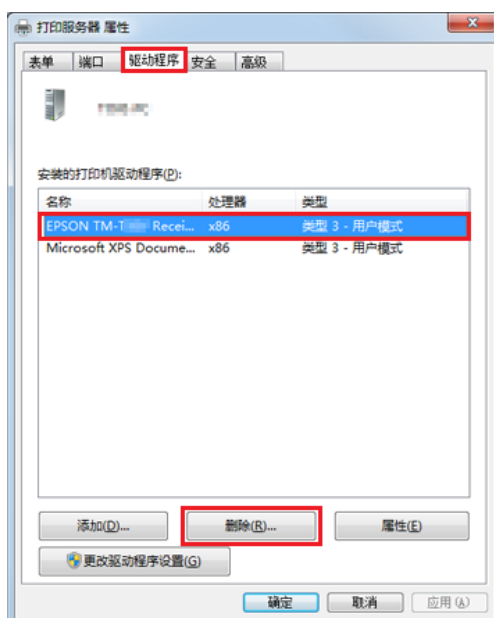 打印服务器 属性
表单 端口 驱动程序 安全 高级
安装的打印机驱动程序(P):
名称 处理器 类型
EPSON TM-T Recei... x86 类型 3 - 用户模式
Microsoft XPS Docume... x86 类型 3 - 用户模式
添加(D)... 删除(R)... 属性(E)
更改驱动程序设置(G)
确定 取消 应用(A)